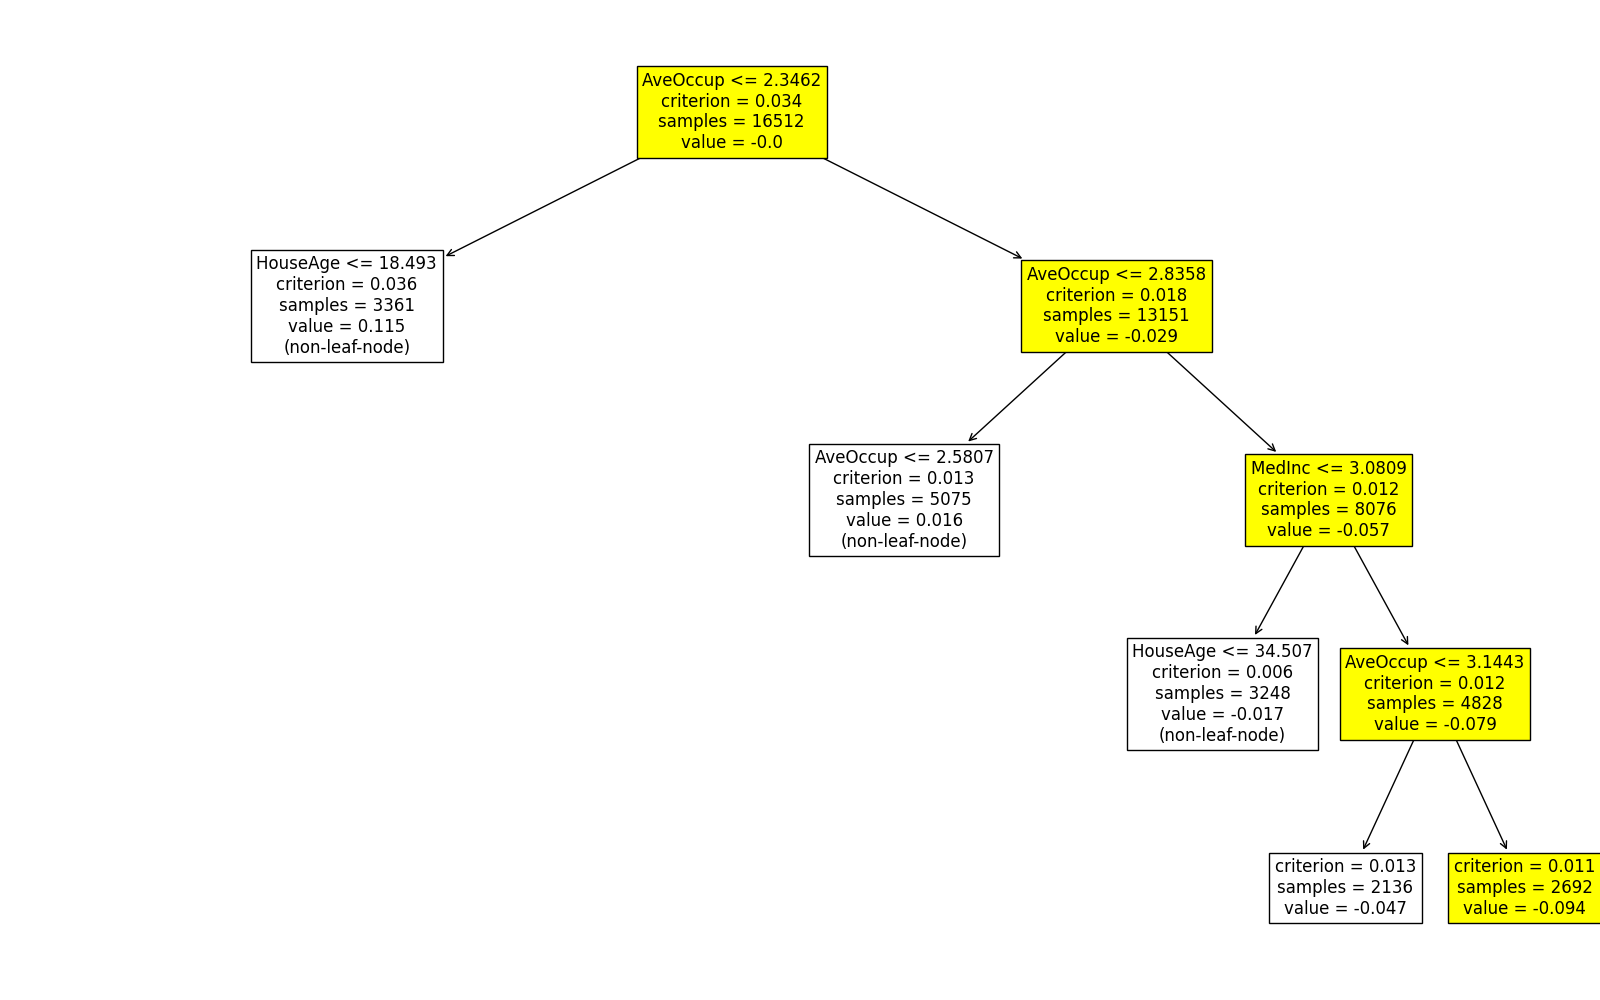 AveOccup <= 2.3462
criterion = 0.034
samples = 16512
value = -0.0
HouseAge <= 18.493
criterion = 0.036
samples = 3361
value = 0.115
(non-leaf-node)
AveOccup <= 2.8358
criterion = 0.018
samples = 13151
value = -0.029
AveOccup <= 2.5807
criterion = 0.013
samples = 5075
value = 0.016
(non-leaf-node)
MedInc <= 3.0809
criterion = 0.012
samples = 8076
value = -0.057
HouseAge <= 34.507
criterion = 0.006
samples = 3248
value = -0.017
(non-leaf-node)
AveOccup <= 3.1443
criterion = 0.012
samples = 4828
value = -0.079
criterion = 0.013
samples = 2136
value = -0.047
criterion = 0.011
samples = 2692
value = -0.094